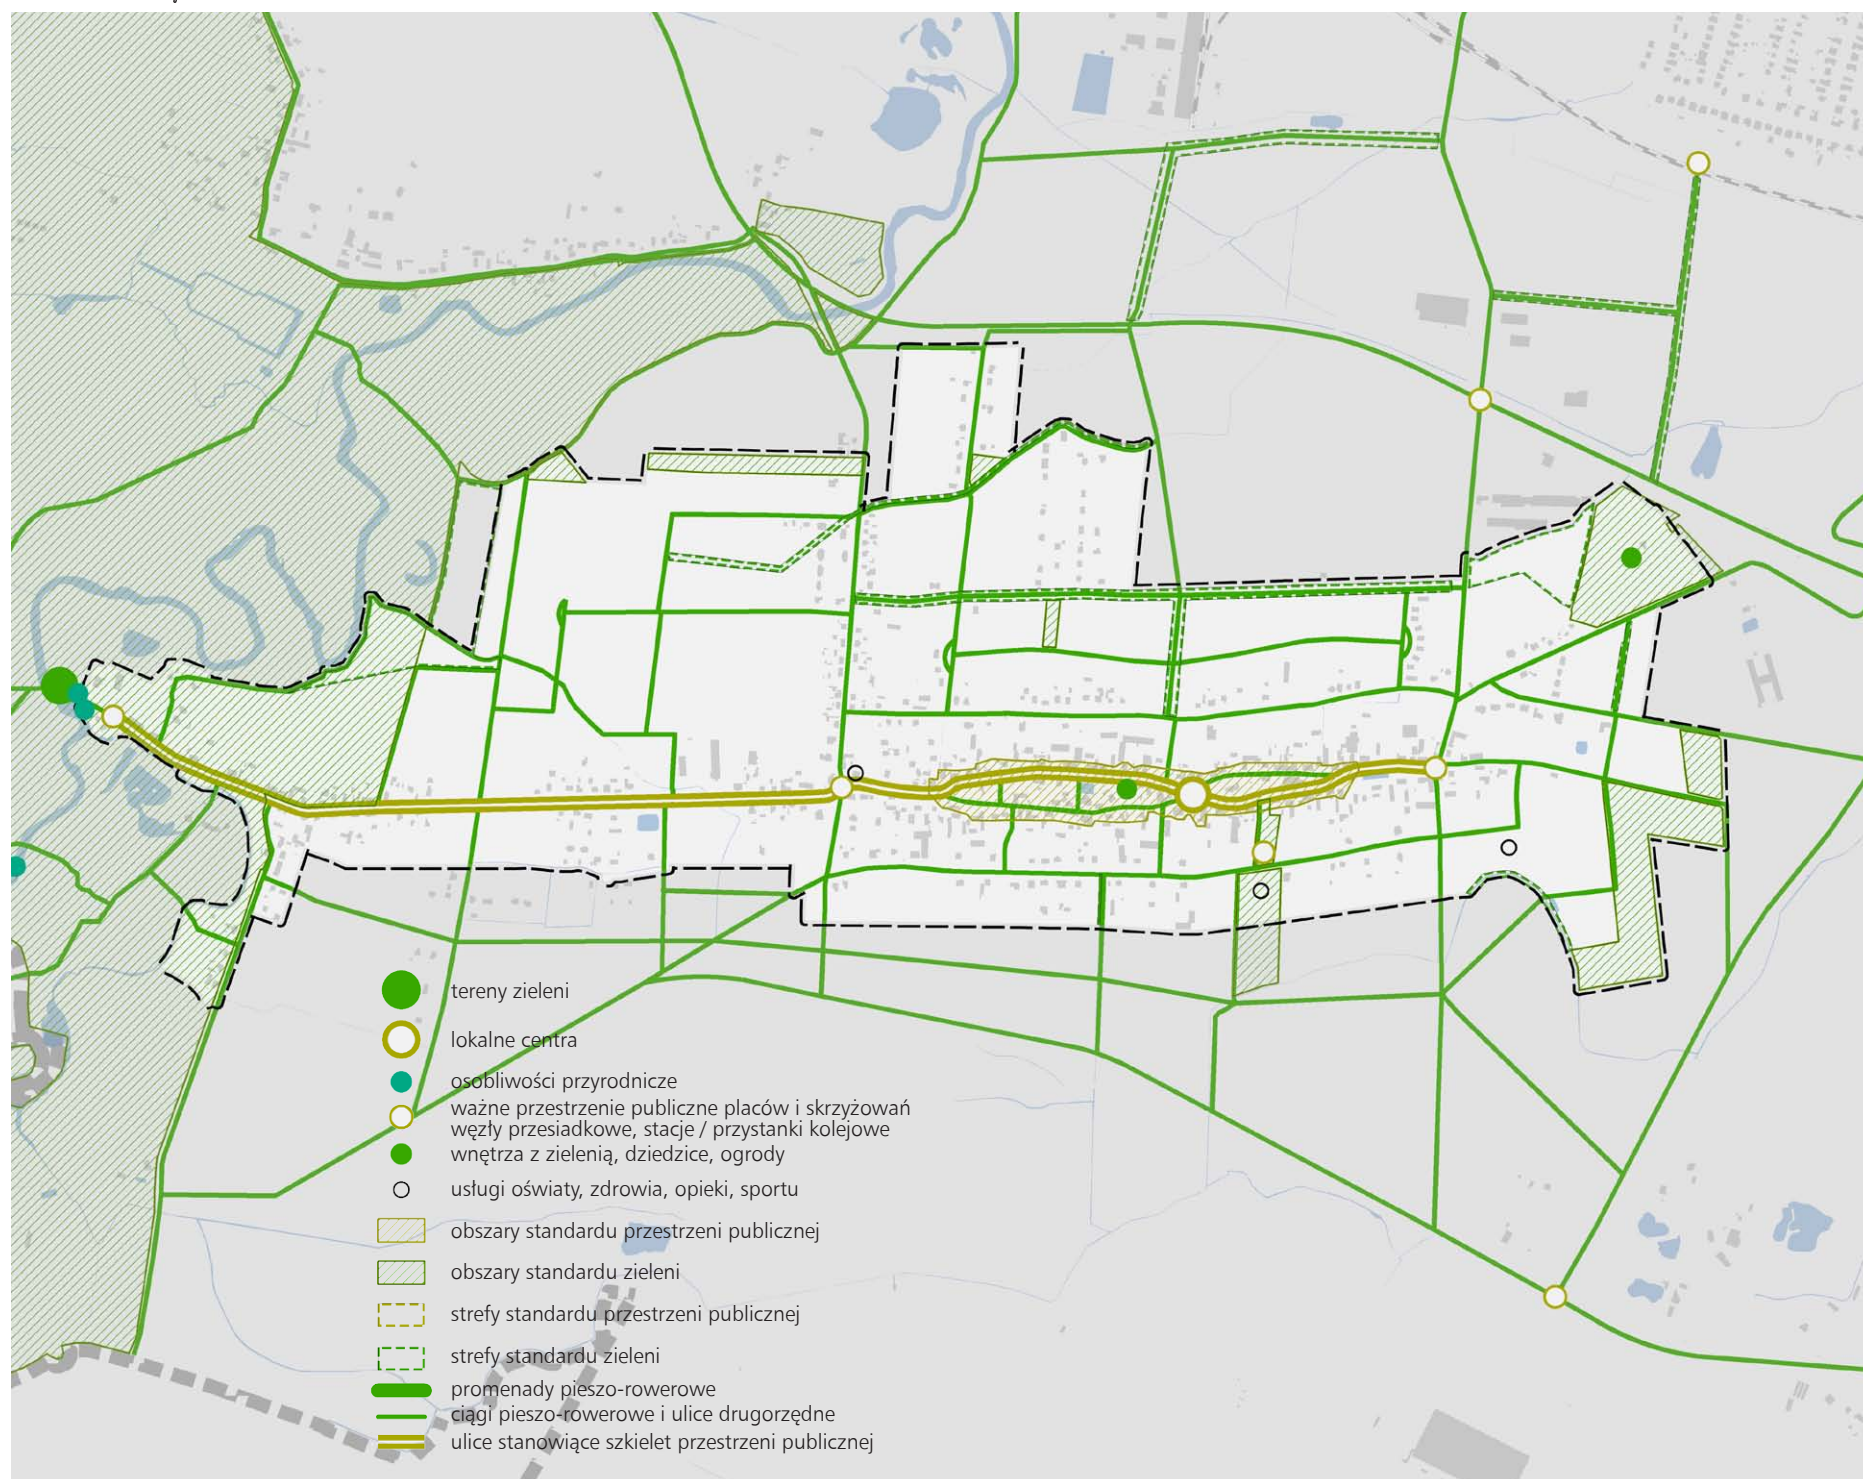 tereny zieleni
lokalne centra
osobliwości przyrodnicze
ważne przestrzenie publiczne placów i skrzyżowań
węzły przesiadkowe, stacje / przystanki kolejowe
wnętrza z zielenią, dziedzice, ogrody
usługi oświaty, zdrowia, opieki, sportu
obszary standardu przestrzeni publicznej
obszary standardu zieleni
strefy standardu przestrzeni publicznej
strefy standardu zieleni
promenady pieszo-rowerowe
ciągi pieszo-rowerowe i ulice drugorzędne
ulice stanowiące szkielet przestrzeni publicznej